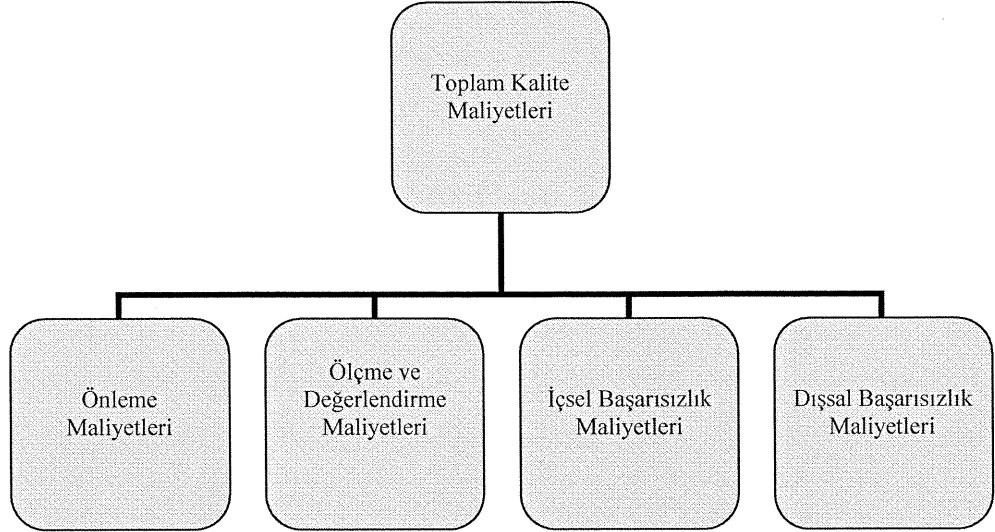 Toplam Kalite
Maliyetleri
Önleme
Maliyetleri
Ölçme ve
Değerlendirme
Maliyetleri
İçsel Başarısızlık
Maliyetleri
Dışsal Başarısızlık
Maliyetleri